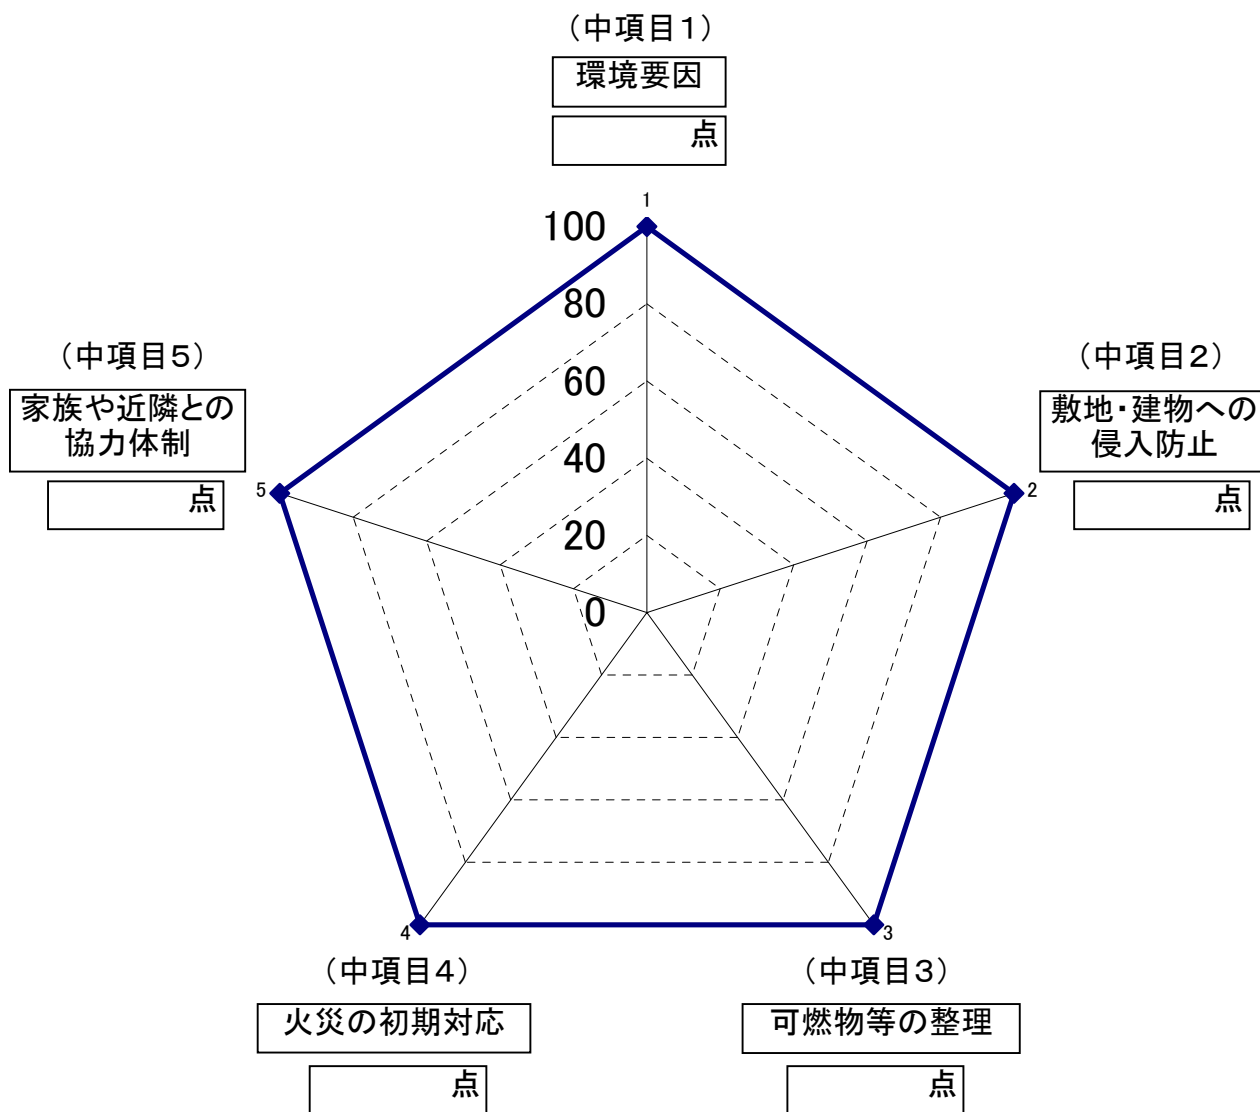 （中項目１）
環境要因
点
1
100
80
60
40
20
0
（中項目５）
家族や近隣との
協力体制
点
5
（中項目２）
敷地・建物への
侵入防止
点
2
4
（中項目４）
火災の初期対応
点
3
（中項目３）
可燃物等の整理
点